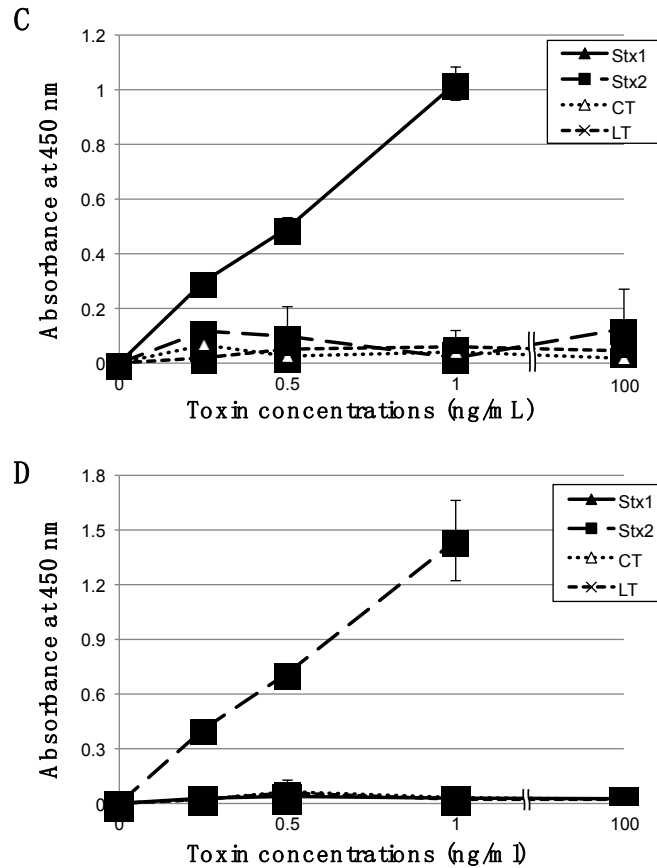 C
1.2
1
0.8
0.6
0.4
0.2
0
Absorbance at 450 nm
Stx1
Stx2
CT
LT
0
0.5
1
100
Toxin concentrations (ng/mL)
D
1.8
1.5
1.2
0.9
0.6
0.3
0
Absorbance at 450 nm
Stx1
Stx2
CT
LT
0
0.5
1
100
Toxin concentrations (ng/ml)